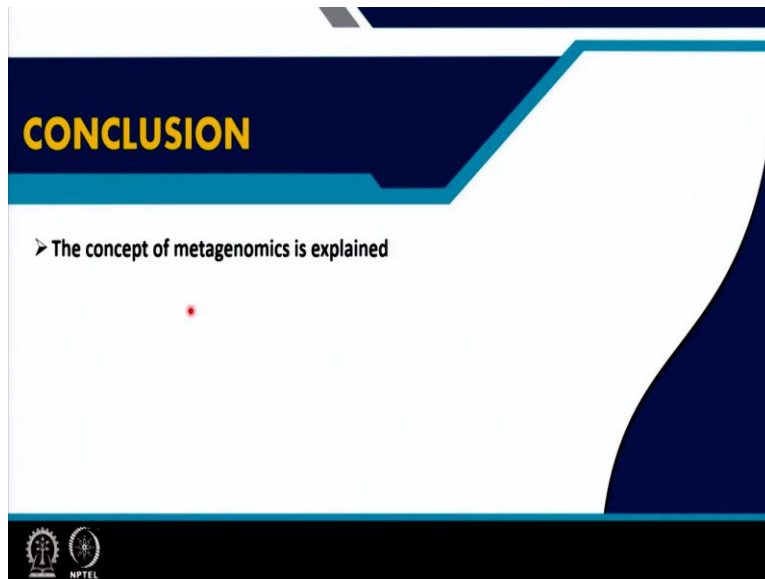 CONCLUSION
➢ The concept of metagenomics is explained
NPTEL